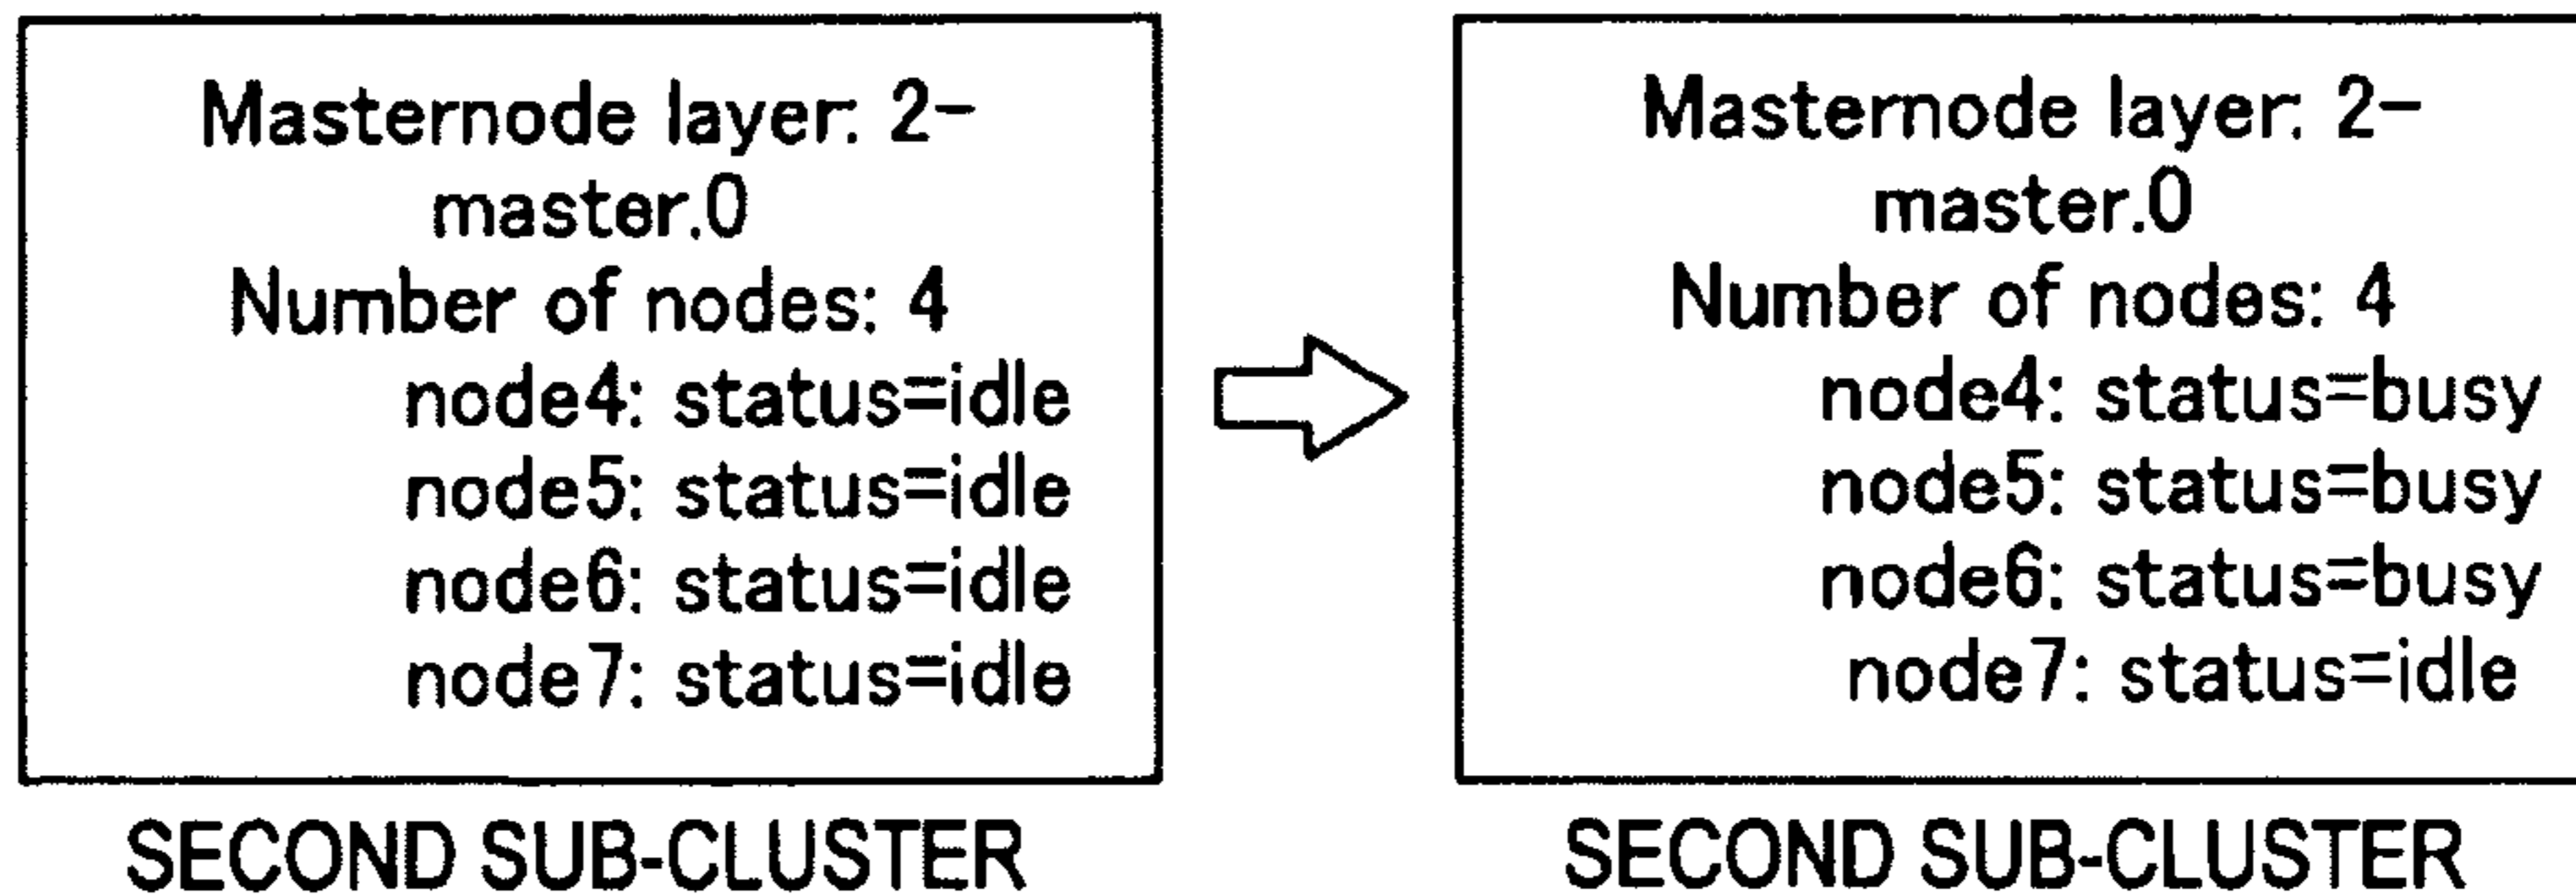 Masternode layer: 2-
master.0
Number of nodes: 4
node4: status=idle
node5: status=idle
node6: status=idle
node7: status=idle
SECOND SUB-CLUSTER
Masternode layer: 2-
master.0
Number of nodes: 4
node4: status=busy
node5: status=busy
node6: status=busy
node7: status=idle
SECOND SUB-CLUSTER